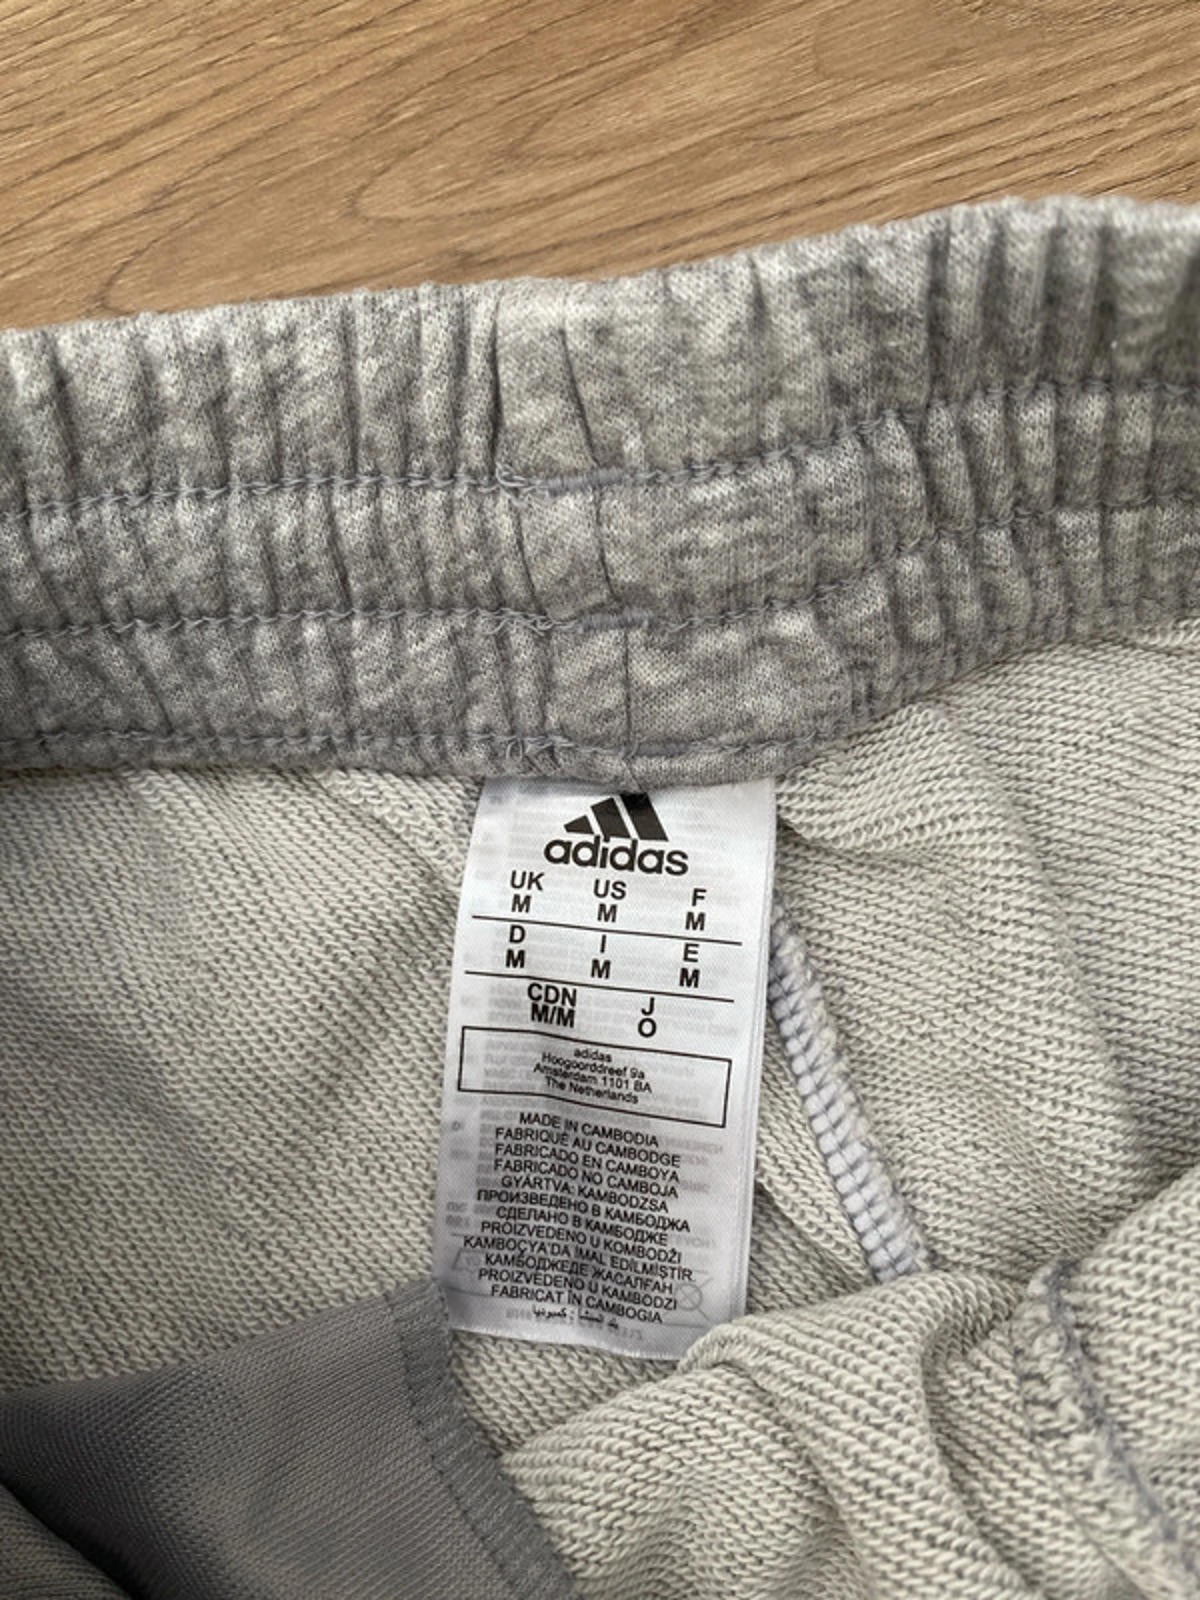 adidas
UK US F
M M M
D I E
M M M
CDN J
M/M O
adidas
Hoogoorddreef 9a
Amsterdam 1101 BA
The Netherlands
MADE IN CAMBODIA
FABRIQUÉ AU CAMBODGE
FABRICADO EN CAMBOYA
FABRICADO NO CAMBOJA
GYÁRTVA: KAMBODZSA
ПРОИЗВЕДЕНО В КАМБОДЖА
СДЕЛАНО В КАМБОДЖЕ
PROIZVEDENO U KOMBODŽI
KAMBOÇYA'DA İMAL EDİLMİŞTİR
КАМБОДЖЕДЕ ЖАСАЛҒАН
PROIZVEDENO U KAMBODZI
FABRICAT ÎN CAMBOGIA